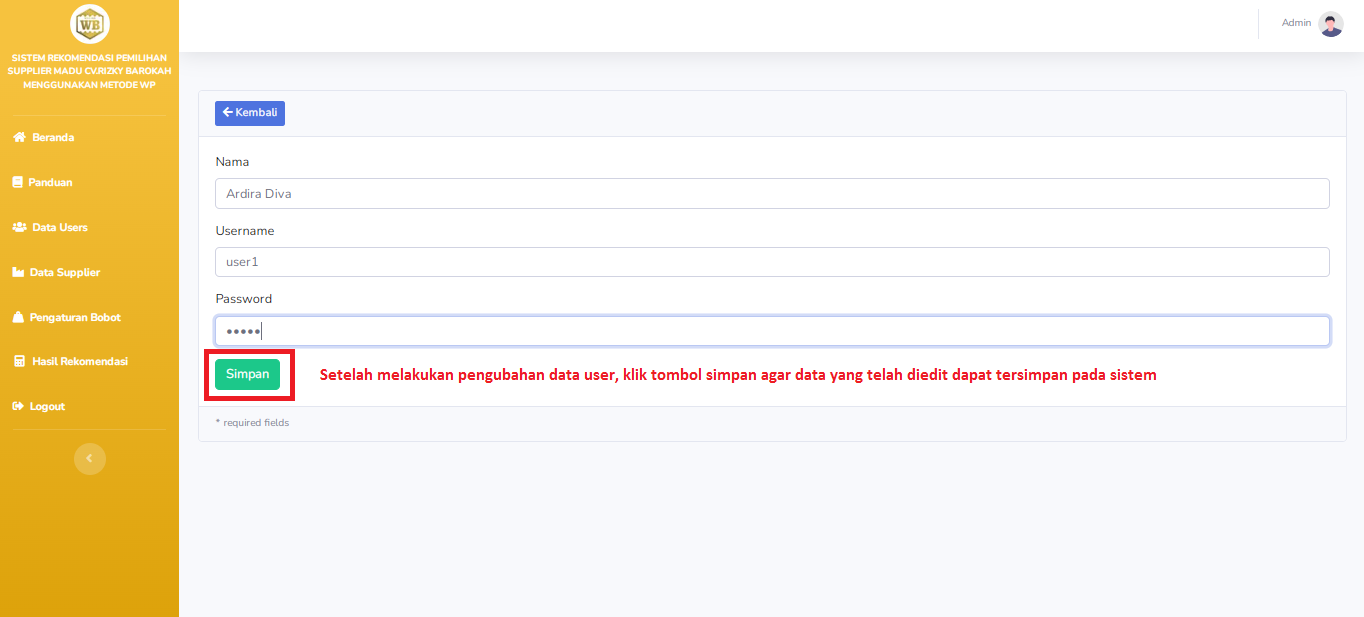 WB
SISTEM REKOMENDASI PEMILIHAN
SUPPLIER MADU CV.RIZKY BAROKAH
MENGGUNAKAN METODE WP
Beranda
Panduan
Data Users
Data Supplier
Pengaturan Bobot
Hasil Rekomendasi
Logout
Admin
Kembali
Nama
Ardira Diva
Username
user1
Password
•••••
Simpan
Setelah melakukan pengubahan data user, klik tombol simpan agar data yang telah diedit dapat tersimpan pada sistem
* required fields